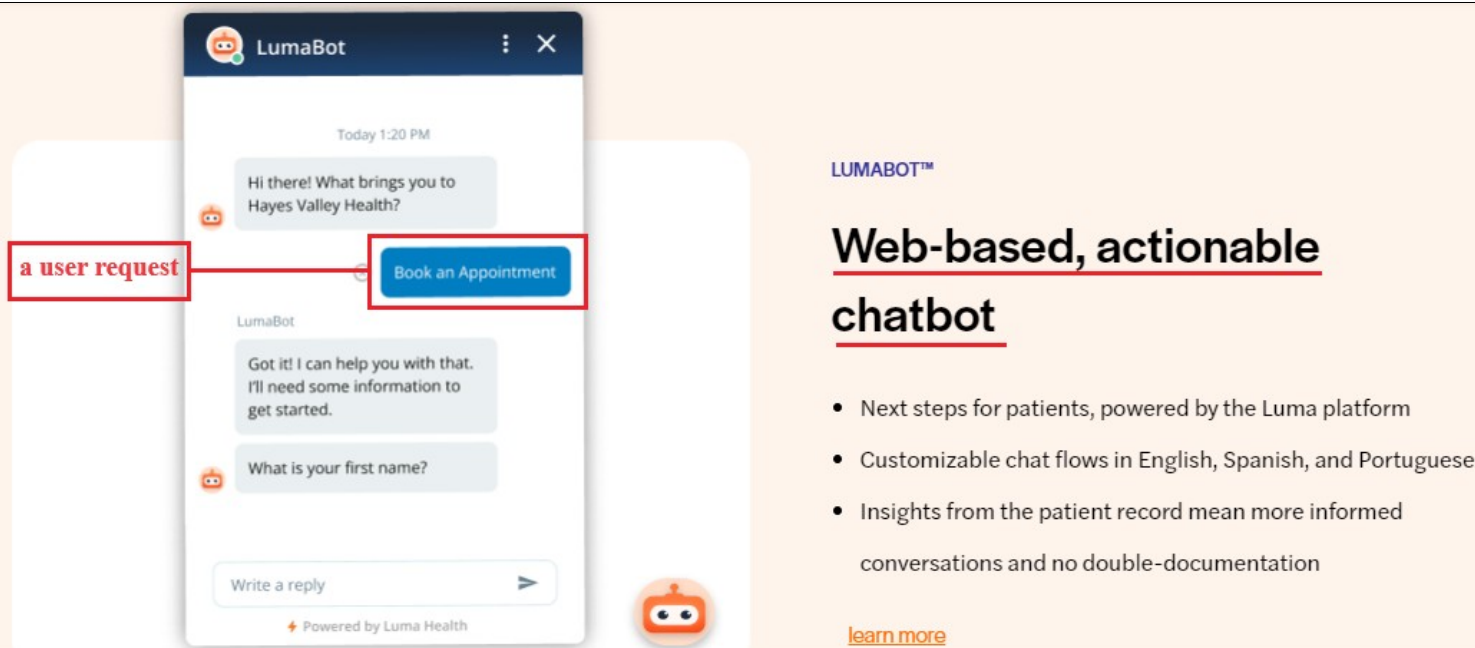 LumaBot
Today 1:20 PM
Hi there! What brings you to
Hayes Valley Health?
a user request
Book an Appointment
LumaBot
Got it! I can help you with that.
I'll need some information to
get started.
What is your first name?
Write a reply
Powered by Luma Health
LUMABOT™
Web-based, actionable
chatbot
• Next steps for patients, powered by the Luma platform
• Customizable chat flows in English, Spanish, and Portuguese
• Insights from the patient record mean more informed
conversations and no double-documentation
learn more